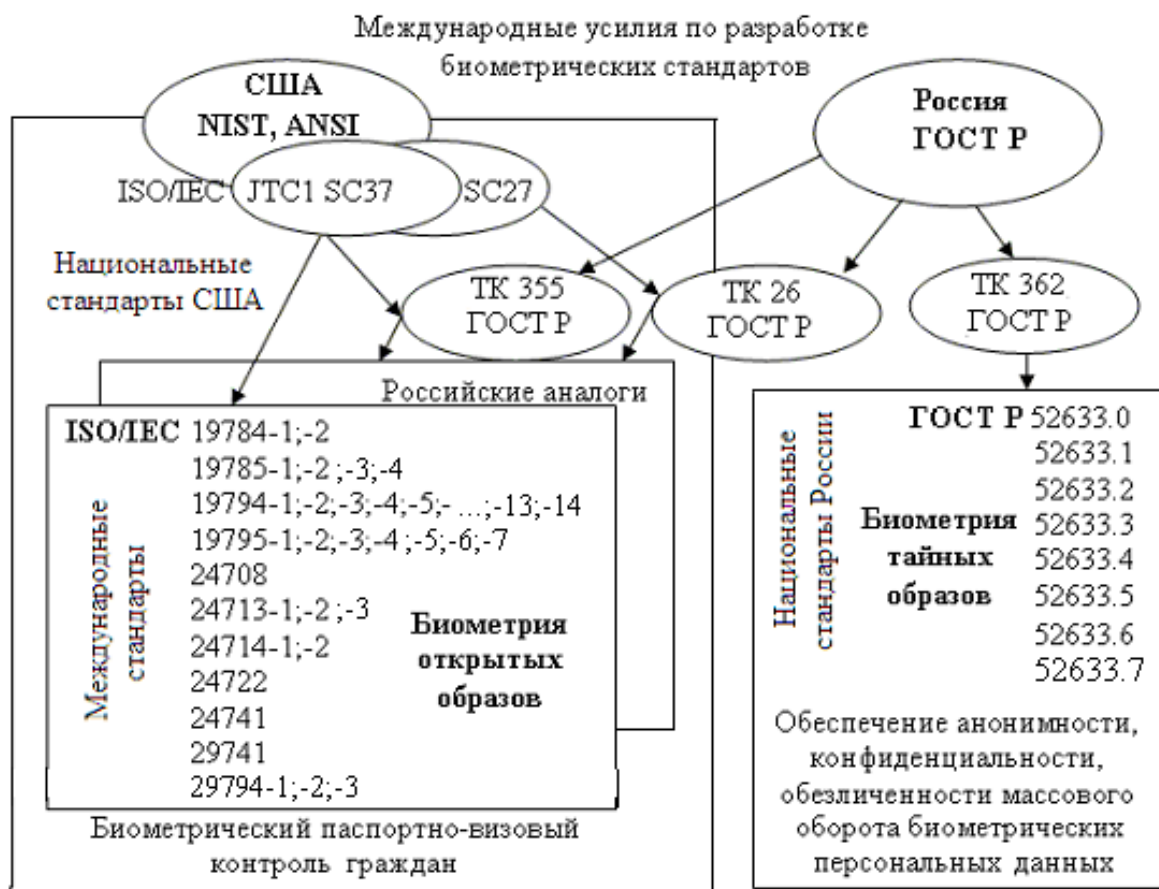 Международные усилия по разработке
биометрических стандартов
США
NIST, ANSI
ISO/IEC JTC1 SC37
SC27
Россия
ГОСТ Р
Национальные
стандарты США
ТК 355
ГОСТ Р
ТК 26
ГОСТ Р
ТК 362
ГОСТ Р
Российские аналоги
Международные
стандарты
ISO/IEC 19784-1;-2
19785-1;-2 ;-3;-4
19794-1;-2;-3;-4;-5;- ...;-13;-14
19795-1;-2;-3;-4 ;-5;-6;-7
24708
24713-1;-2 ;-3
24714-1;-2
24722
24741
29741
29794-1;-2;-3
Биометрия
открытых
образов
Биометрический паспортно-визовый
контроль граждан
Национальные
стандарты России
ГОСТ Р 52633.0
52633.1
52633.2
52633.3
52633.4
52633.5
52633.6
52633.7
Биометрия
тайных
образов
Обеспечение анонимности,
конфиденциальности,
обезличенности массового
оборота биометрических
персональных данных